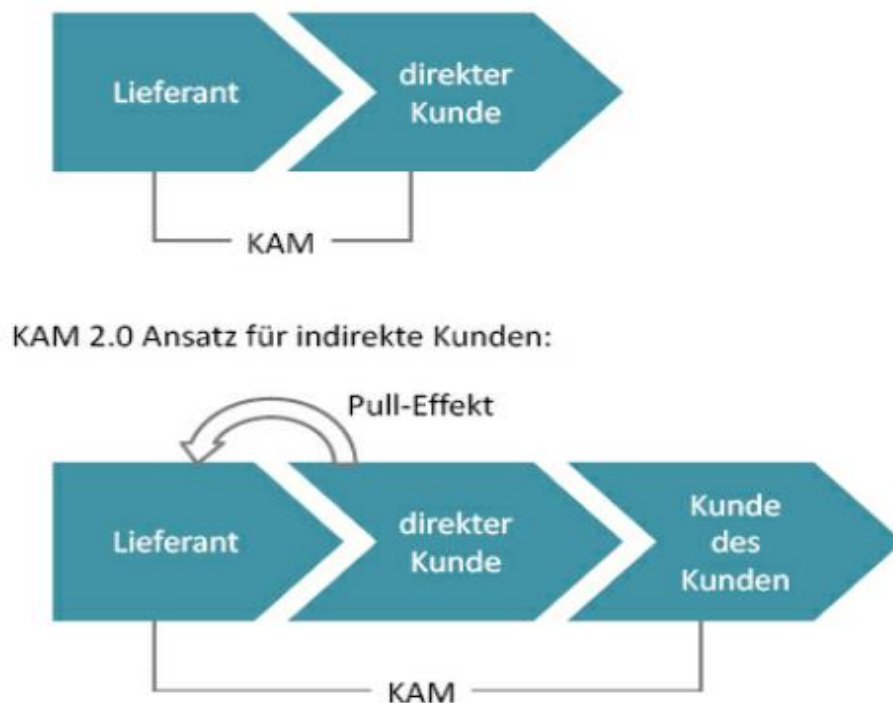 Lieferant
direkter
Kunde
KAM
KAM 2.0 Ansatz für indirekte Kunden:
Pull-Effekt
Lieferant
direkter
Kunde
Kunde
des
Kunden
KAM